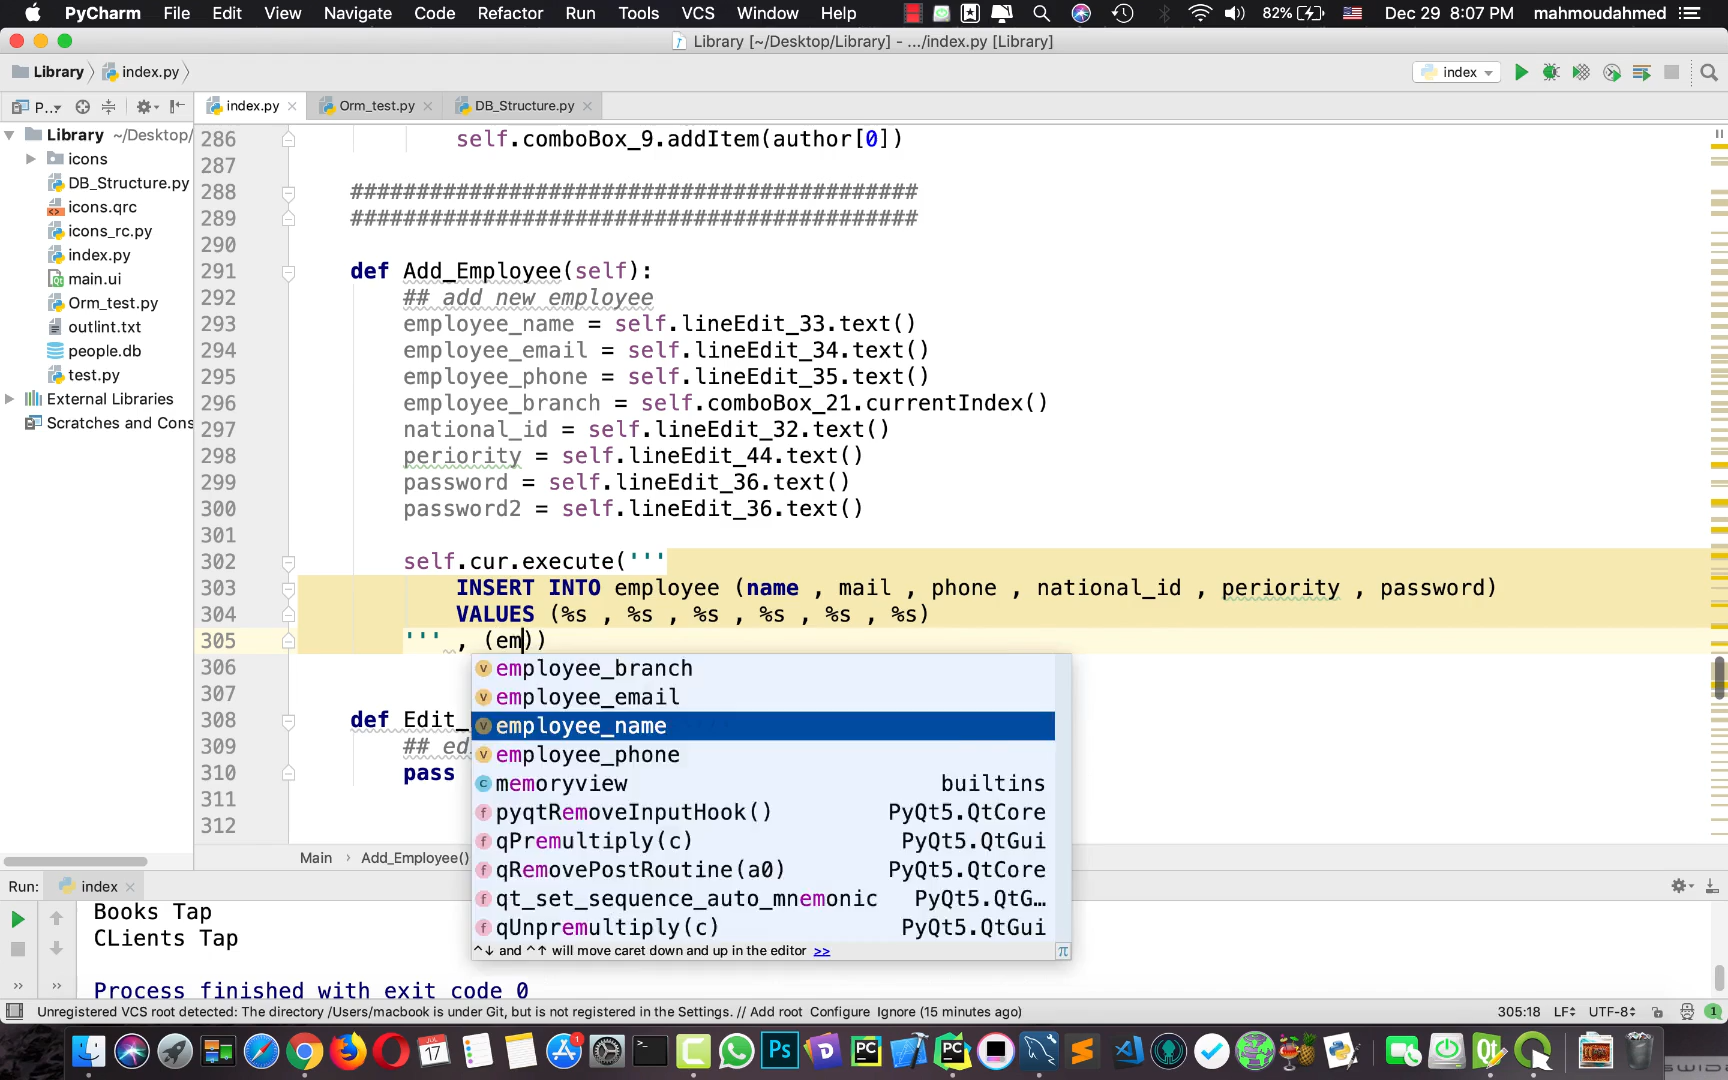 PyCharm File Edit View Navigate Code Refactor Run Tools VCS Window Help 82% Dec 29 8:07 PM mahmoudahmed
Library [~/Desktop/Library] - .../index.py [Library]
Library index.py index
P... index.py Orm_test.py DB_Structure.py
Library ~/Desktop/
icons
DB_Structure.py
icons.qrc
icons_rc.py
index.py
main.ui
Orm_test.py
outlint.txt
people.db
test.py
External Libraries
Scratches and Cons
286 self.comboBox_9.addItem(author[0])
287
288 ###########################################
289 ###########################################
290
291 def Add_Employee(self):
292 ## add new employee
293 employee_name = self.lineEdit_33.text()
294 employee_email = self.lineEdit_34.text()
295 employee_phone = self.lineEdit_35.text()
296 employee_branch = self.comboBox_21.currentIndex()
297 national_id = self.lineEdit_32.text()
298 periority = self.lineEdit_44.text()
299 password = self.lineEdit_36.text()
300 password2 = self.lineEdit_36.text()
301
302 self.cur.execute('''
303 INSERT INTO employee (name , mail , phone , national_id , periority , password)
304 VALUES (%s , %s , %s , %s , %s , %s)
305 ''' , (em))
306
307
308 def Edit_
309 ## ed
310 pass
311
312
employee_branch
employee_email
employee_name
employee_phone
memoryview builtins
pyqtRemoveInputHook() PyQt5.QtCore
qPremultiply(c) PyQt5.QtGui
qRemovePostRoutine(a0) PyQt5.QtCore
qt_set_sequence_auto_mnemonic PyQt5.QtG...
qUnpremultiply(c) PyQt5.QtGui
^↓ and ^↑ will move caret down and up in the editor >> π
Main › Add_Employee()
Run: index
Books Tap
CLients Tap
Process finished with exit code 0
Unregistered VCS root detected: The directory /Users/macbook is under Git, but is not registered in the Settings. // Add root Configure Ignore (15 minutes ago) 305:18 LF UTF-8 1
JUL 17 1 Ps PC PC Qt